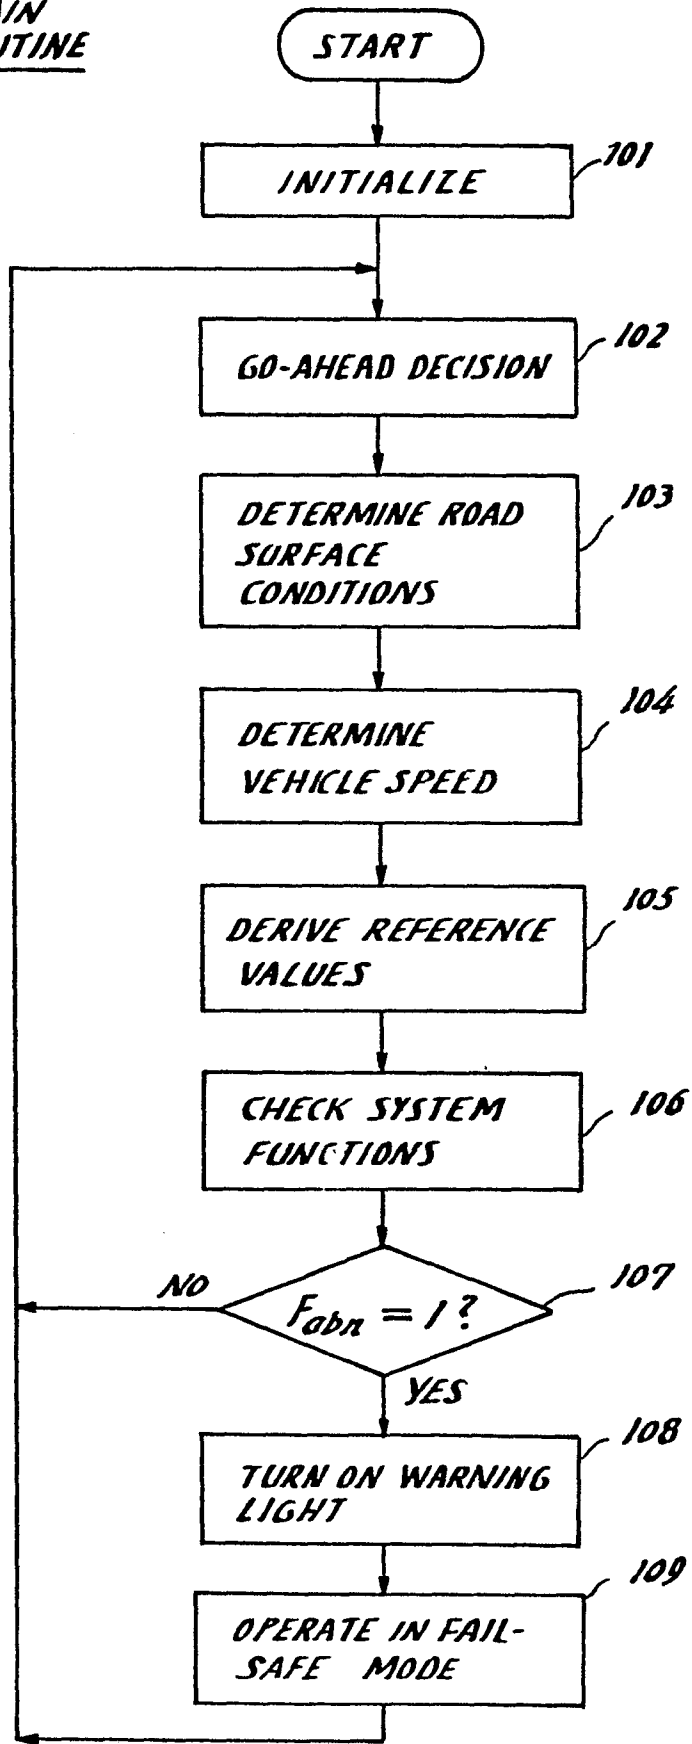 START
101
INITIALIZE
102
GO-AHEAD DECISION
103
DETERMINE ROAD
SURFACE
CONDITIONS
104
DETERMINE
VEHICLE SPEED
105
DERIVE REFERENCE
VALUES
106
CHECK SYSTEM
FUNCTIONS
107
NO
Fabn = 1?
YES
108
TURN ON WARNING
LIGHT
109
OPERATE IN FAIL-
SAFE MODE